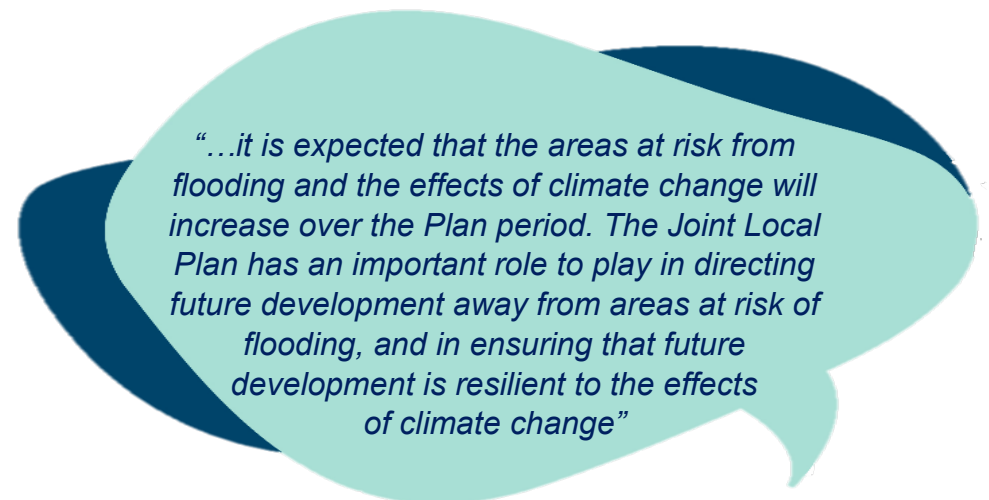 “…it is expected that the areas at risk from
flooding and the effects of climate change will
increase over the Plan period. The Joint Local
Plan has an important role to play in directing
future development away from areas at risk of
flooding, and in ensuring that future
development is resilient to the effects
of climate change”